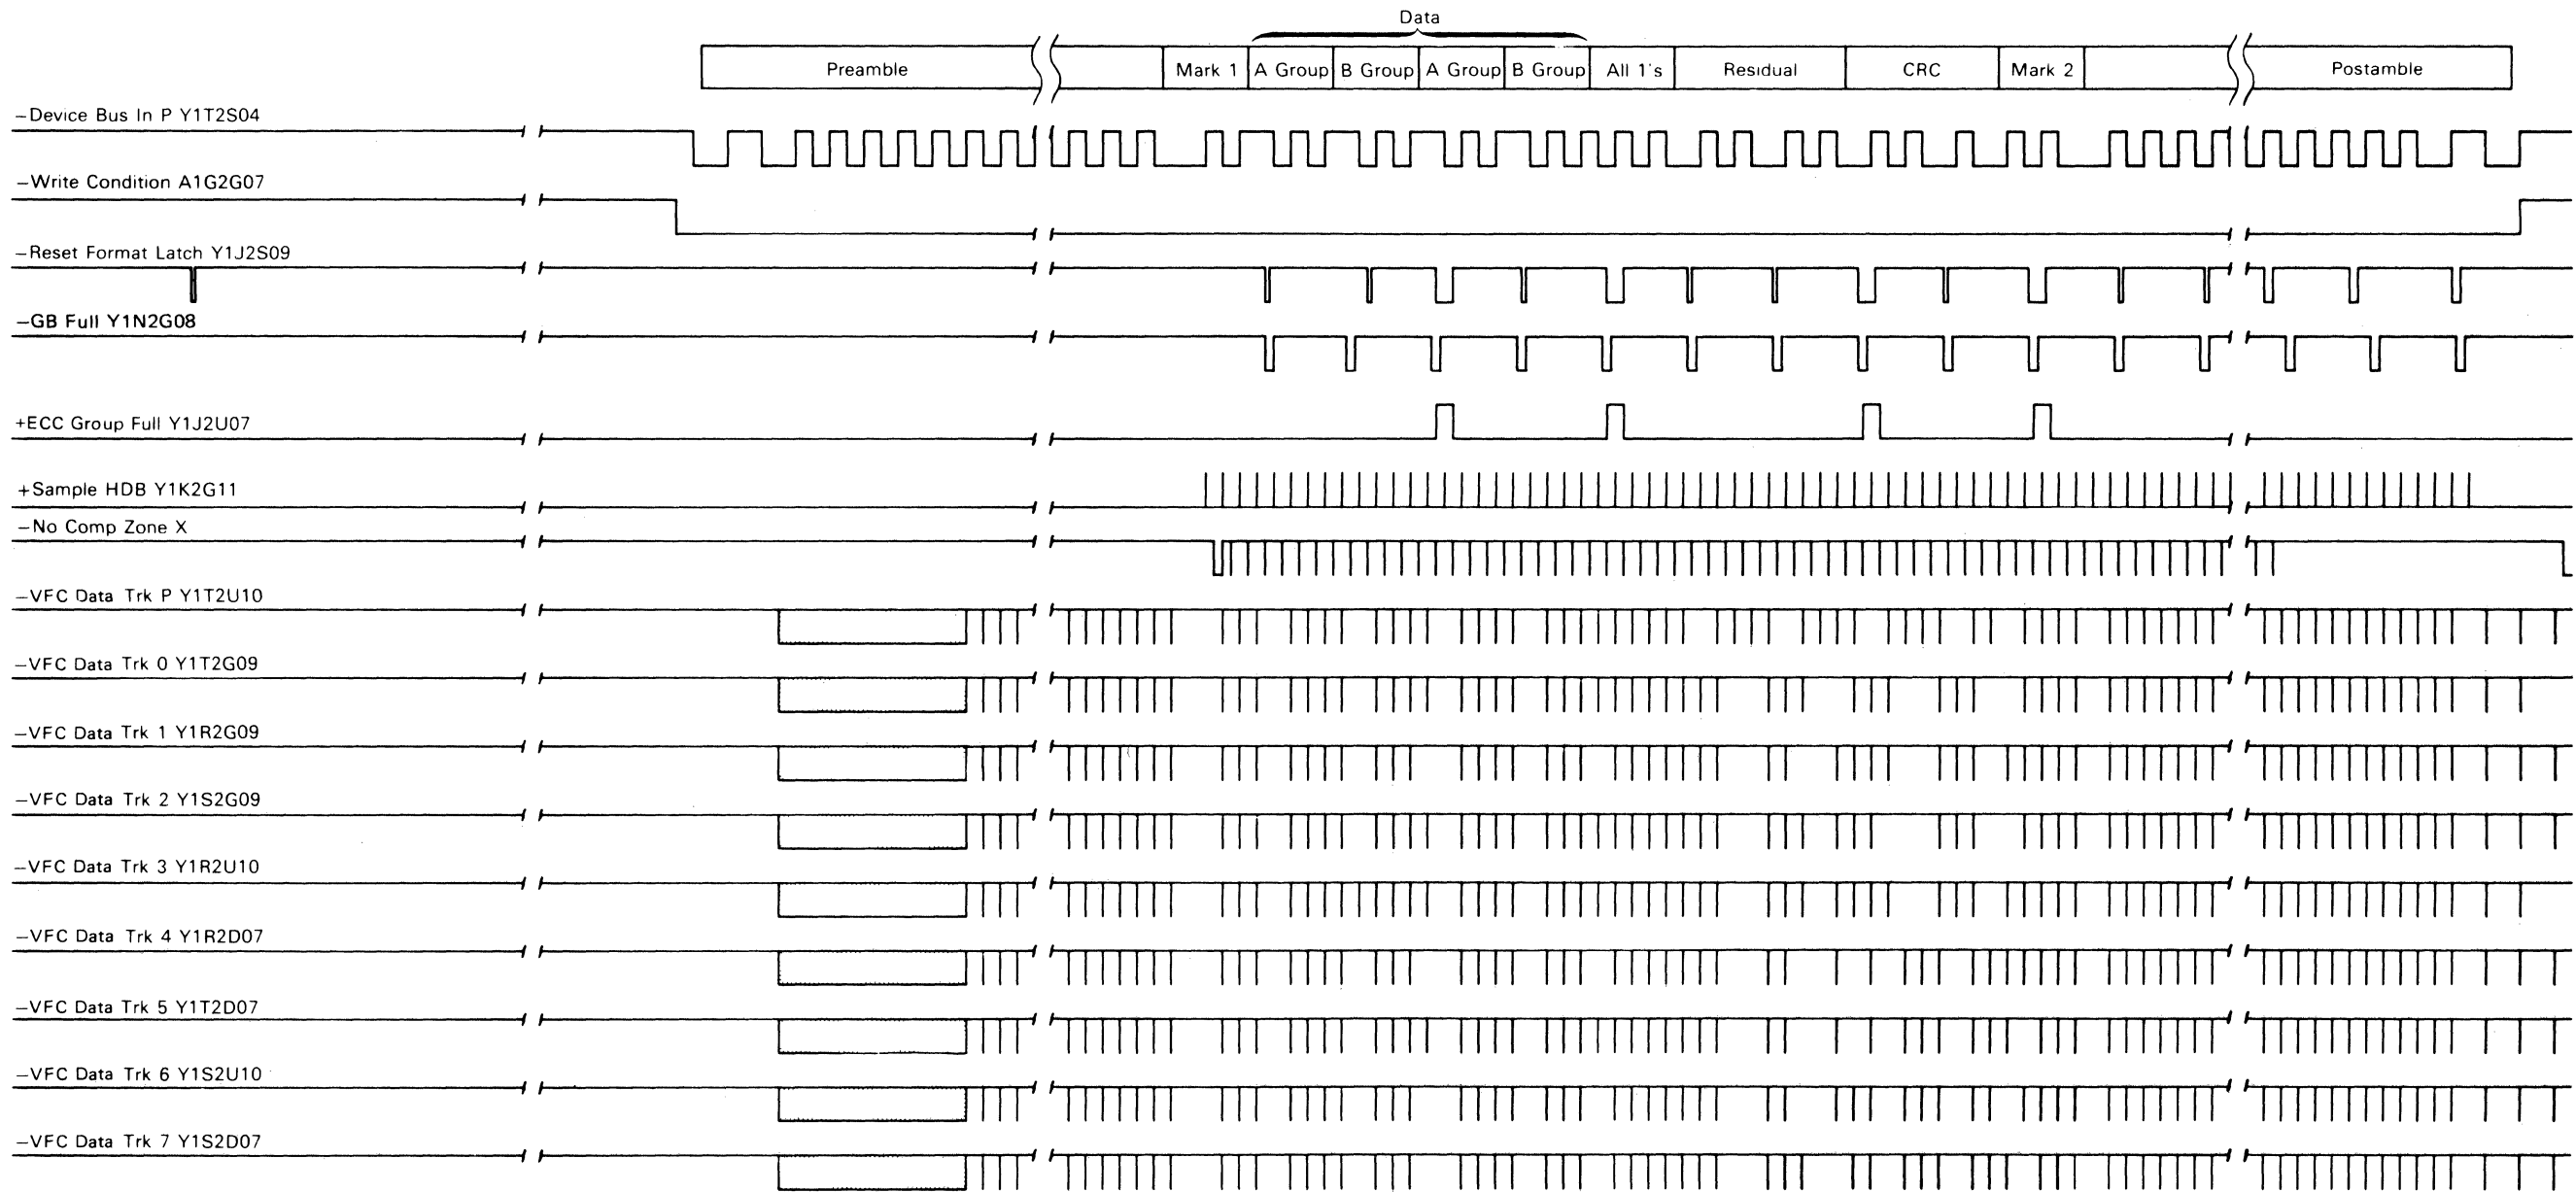 Data
Preamble Mark 1 A Group B Group A Group B Group All 1's Residual CRC Mark 2 Postamble
−Device Bus In P Y1T2S04
−Write Condition A1G2G07
−Reset Format Latch Y1J2S09
−GB Full Y1N2G08
+ECC Group Full Y1J2U07
+Sample HDB Y1K2G11
−No Comp Zone X
−VFC Data Trk P Y1T2U10
−VFC Data Trk 0 Y1T2G09
−VFC Data Trk 1 Y1R2G09
−VFC Data Trk 2 Y1S2G09
−VFC Data Trk 3 Y1R2U10
−VFC Data Trk 4 Y1R2D07
−VFC Data Trk 5 Y1T2D07
−VFC Data Trk 6 Y1S2U10
−VFC Data Trk 7 Y1S2D07